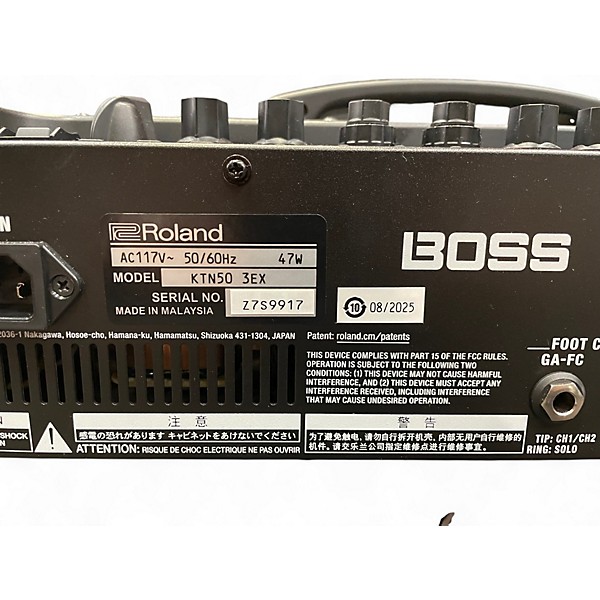 N
Roland
AC117V~ 50/60Hz 47W
MODEL KTN50 3EX
SERIAL NO. Z7S9917
MADE IN MALAYSIA
BOSS
10 08/2025
2036-1 Nakagawa, Hosoe-cho, Hamana-ku, Hamamatsu, Shizuoka 431-1304, JAPAN
Patent: roland.cm/patents
THIS DEVICE COMPLIES WITH PART 15 OF THE FCC RULES.
OPERATION IS SUBJECT TO THE FOLLOWING TWO
CONDITIONS: (1) THIS DEVICE MAY NOT CAUSE HARMFUL
INTERFERENCE, AND (2) THIS DEVICE MUST ACCEPT ANY
INTERFERENCE RECEIVED, INCLUDING INTERFERENCE
THAT MAY CAUSE UNDESIRED OPERATION.
FOOT C
GA-FC
TIP: CH1/CH2
RING: SOLO
N
SHOCK
N
注 意
感電の恐れがあります キャビネットをあけないでください
ATTENTION: RISQUE DE CHOC ELECTRIQUE NE PAS OUVRIR
警 告
为了避免触电，请勿自行拆开机壳，内部无用户自行维修的
机件。请交乐兰公司指定维修点进行维修事宜。